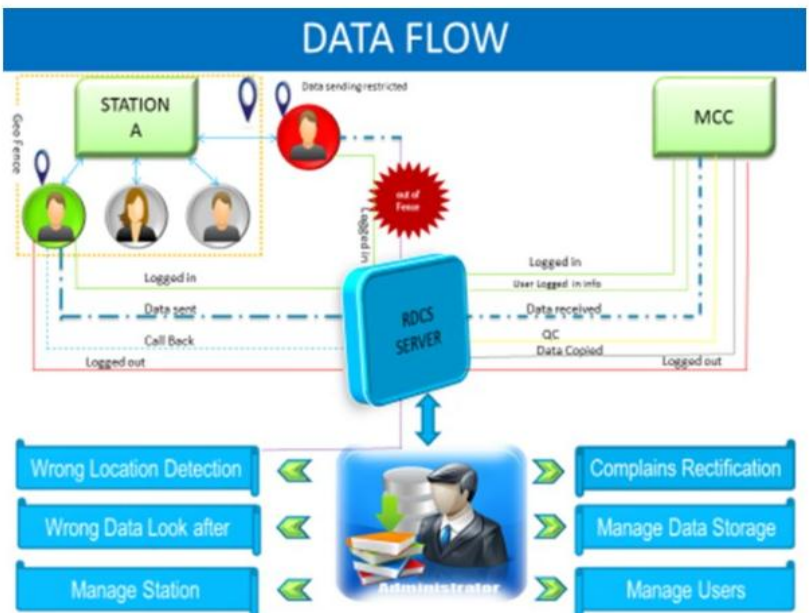 DATA FLOW
Data sending restricted
STATION
A
MCC
Geo Fence
out of
Fense
Logged in
Logged in
Logged in
User Logged in info
Data sent
RDCS
SERVER
Data received
Call Back
QC
Data Copied
Logged out
Logged out
Wrong Location Detection
Complains Rectification
Wrong Data Look after
Manage Data Storage
Manage Station
Administrator
Manage Users